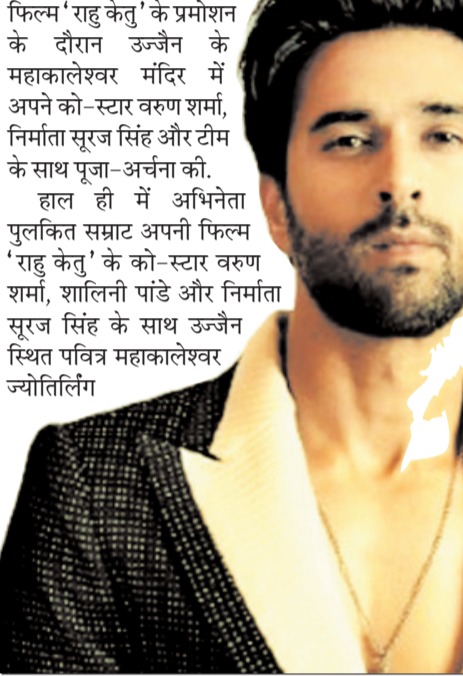 फिल्म ‘राहु केतु’ के प्रमोशन
के दौरान उज्जैन के
महाकालेश्वर मंदिर में
अपने को-स्टार वरुण शर्मा,
निर्माता सूरज सिंह और टीम
के साथ पूजा-अर्चना की.
हाल ही में अभिनेता
पुलकित सम्राट अपनी फिल्म
‘राहु केतु’ के को-स्टार वरुण
शर्मा, शालिनी पांडे और निर्माता
सूरज सिंह के साथ उज्जैन
स्थित पवित्र महाकालेश्वर
ज्योतिर्लिंग